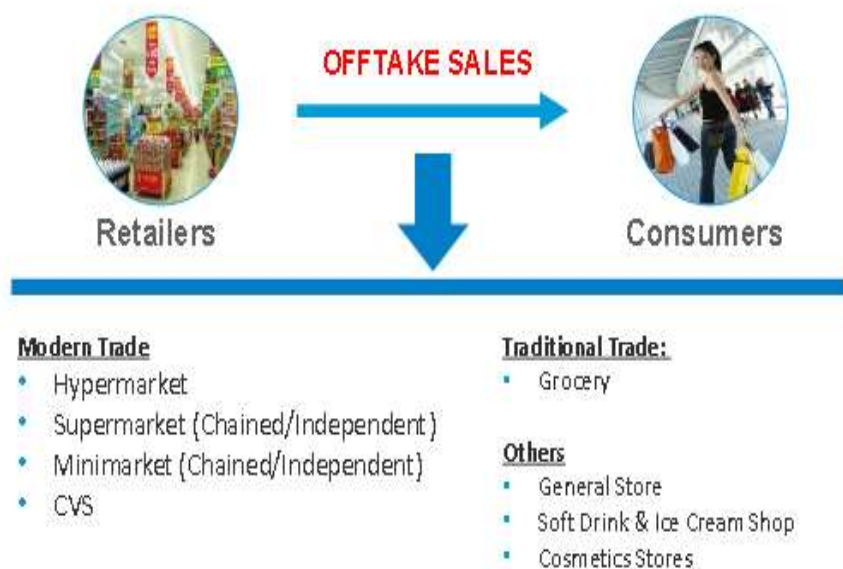 OFFTAKE SALES
Retailers
Consumers
Modern Trade
• Hypermarket
• Supermarket (Chained/Independent)
• Minimarket (Chained/Independent)
• CVS
Traditional Trade:
• Grocery
Others
• General Store
• Soft Drink & Ice Cream Shop
• Cosmetics Stores